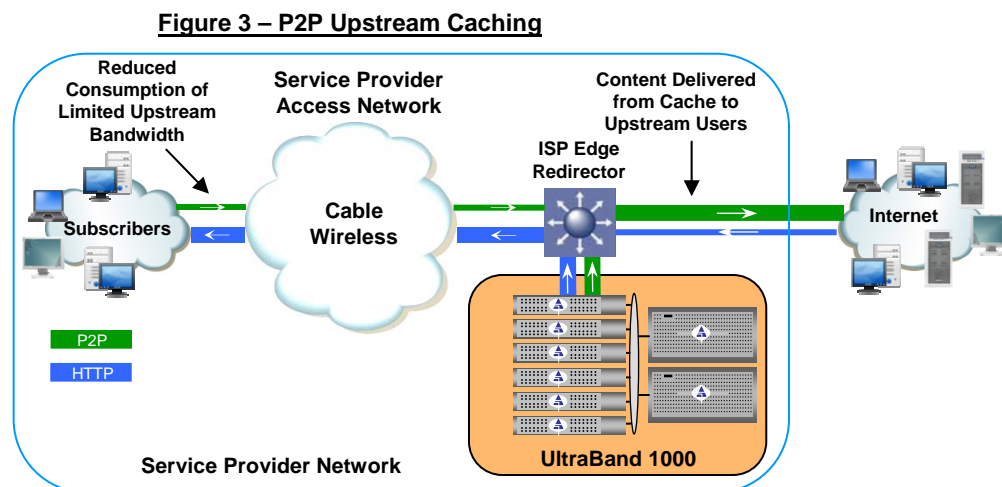 Figure 3 – P2P Upstream Caching
Reduced
Consumption of
Limited Upstream
Bandwidth
Service Provider
Access Network
Content Delivered
from Cache to
Upstream Users
ISP Edge
Redirector
Subscribers
Cable
Wireless
Internet
P2P
HTTP
UltraBand 1000
Service Provider Network